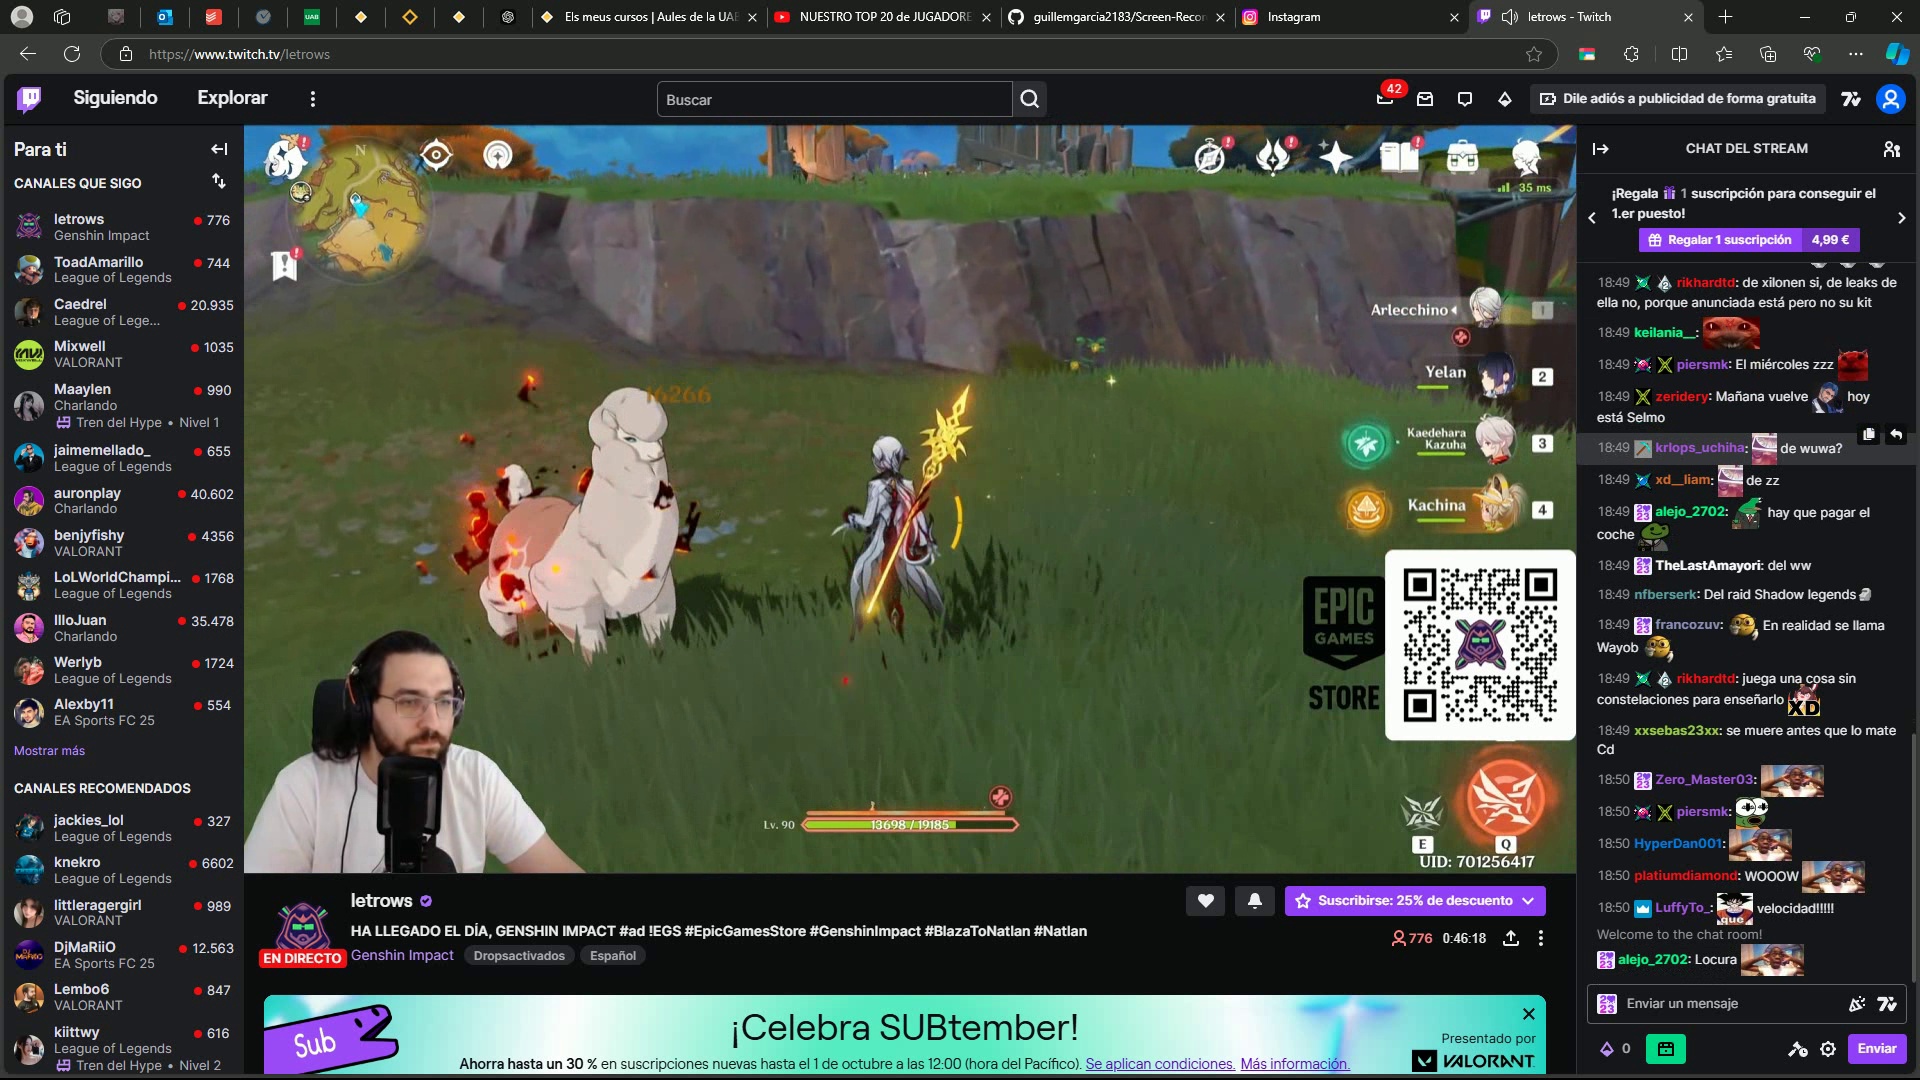 Els meus cursos | Aules de la UAB
NUESTRO TOP 20 de JUGADORE
guillemgarcia2183/Screen-Recor
Instagram
letrows - Twitch
https://www.twitch.tv/letrows
Siguiendo
Explorar
Buscar
42
Dile adiós a publicidad de forma gratuita
Para ti
CANALES QUE SIGO
letrows
776
Genshin Impact
ToadAmarillo
744
League of Legends
Caedrel
20.935
League of Lege...
Mixwell
1035
VALORANT
Maaylen
990
Charlando
Tren del Hype • Nivel 1
jaimemellado_
655
League of Legends
auronplay
40.602
Charlando
benjyfishy
4356
VALORANT
LoLWorldChampi...
1768
League of Legends
IlloJuan
35.478
Charlando
Werlyb
1724
League of Legends
Alexby11
554
EA Sports FC 25
Mostrar más
CANALES RECOMENDADOS
jackies_lol
327
League of Legends
knekro
6602
League of Legends
littleragergirl
989
VALORANT
DjMaRiiO
12.563
EA Sports FC 25
Lembo6
847
VALORANT
kiittwy
616
League of Legends
Tren del Hype • Nivel 2
N
35 ms
16266
Arlecchino
1
Yelan
2
Kaedehara
Kazuha
3
Kachina
4
EPIC
GAMES
STORE
Lv. 90
13698 / 19185
E
Q
UID: 701256417
letrows
Suscribirse: 25% de descuento
HA LLEGADO EL DÍA, GENSHIN IMPACT #ad !EGS #EpicGamesStore #GenshinImpact #BlazaToNatlan #Natlan
776
0:46:18
EN DIRECTO
Genshin Impact
Dropsactivados
Español
Sub
¡Celebra SUBtember!
Ahorra hasta un 30 % en suscripciones nuevas hasta el 1 de octubre a las 12:00 (hora del Pacífico). Se aplican condiciones. Más información.
Presentado por
VALORANT
CHAT DEL STREAM
¡Regala 1 suscripción para conseguir el
1.er puesto!
Regalar 1 suscripción
4,99 €
18:49 rikhardtd: de xilonen si, de leaks de
ella no, porque anunciada está pero no su kit
18:49 keilania__:
18:49 piersmk: El miércoles zzz
18:49 zeridery: Mañana vuelve hoy
está Selmo
18:49 krlops_uchiha: de wuwa?
18:49 xd__liam: de zz
18:49 alejo_2702: hay que pagar el
coche
18:49 TheLastAmayori: del ww
18:49 nfberserk: Del raid Shadow legends
18:49 francozuv: En realidad se llama
Wayob
18:49 rikhardtd: juega una cosa sin
constelaciones para enseñarlo XD
18:49 xxsebas23xx: se muere antes que lo mate
Cd
18:50 Zero_Master03:
18:50 piersmk:
18:50 HyperDan001:
18:50 platiumdiamond: WOOOW
18:50 LuffyTo_: que velocidad!!!!!
Welcome to the chat room!
alejo_2702: Locura
Enviar un mensaje
0
Enviar